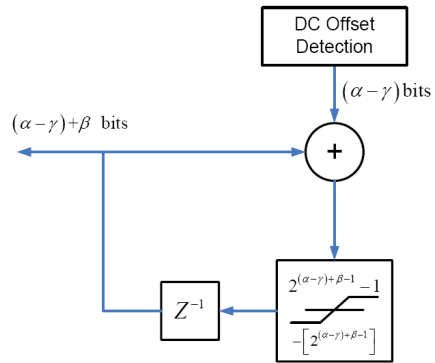 DC Offset
Detection
(α−γ) bits
(α−γ)+β bits
+
2^{(α−γ)+β−1} − 1
Z^{−1}
−[2^{(α−γ)+β−1}]